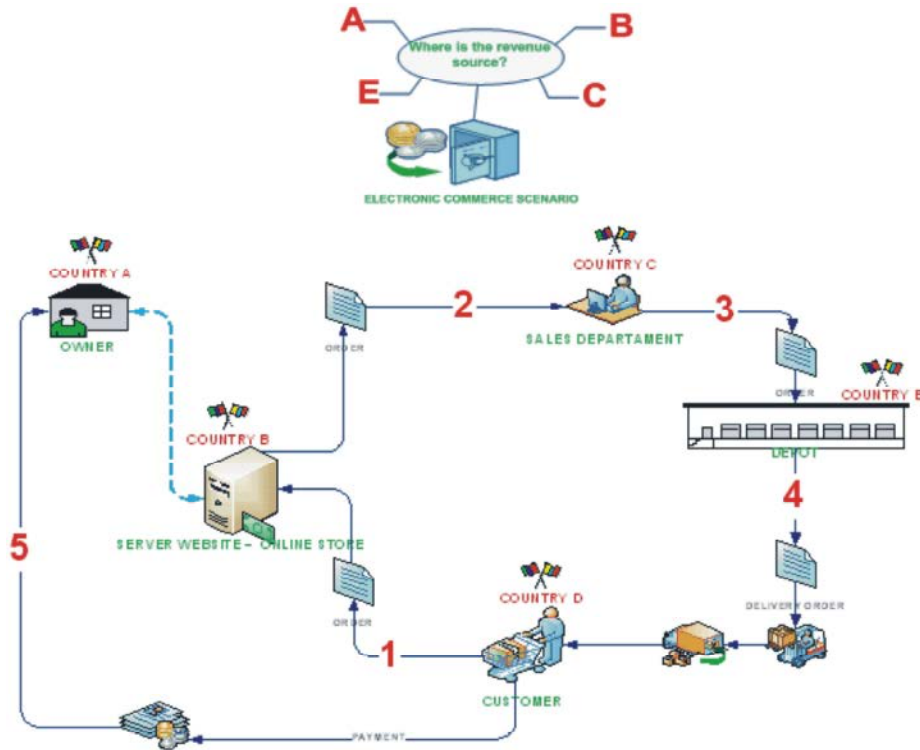 A
B
Where is the revenue
source?
E
C
ELECTRONIC COMMERCE SCENARIO
COUNTRY A
OWNER
COUNTRY C
SALES DEPARTAMENT
2
3
ORDER
ORDER
COUNTRY E
DEPOT
COUNTRY B
SERVER WEBSITE – ONLINE STORE
4
5
ORDER
1
COUNTRY D
CUSTOMER
DELIVERY ORDER
PAYMENT